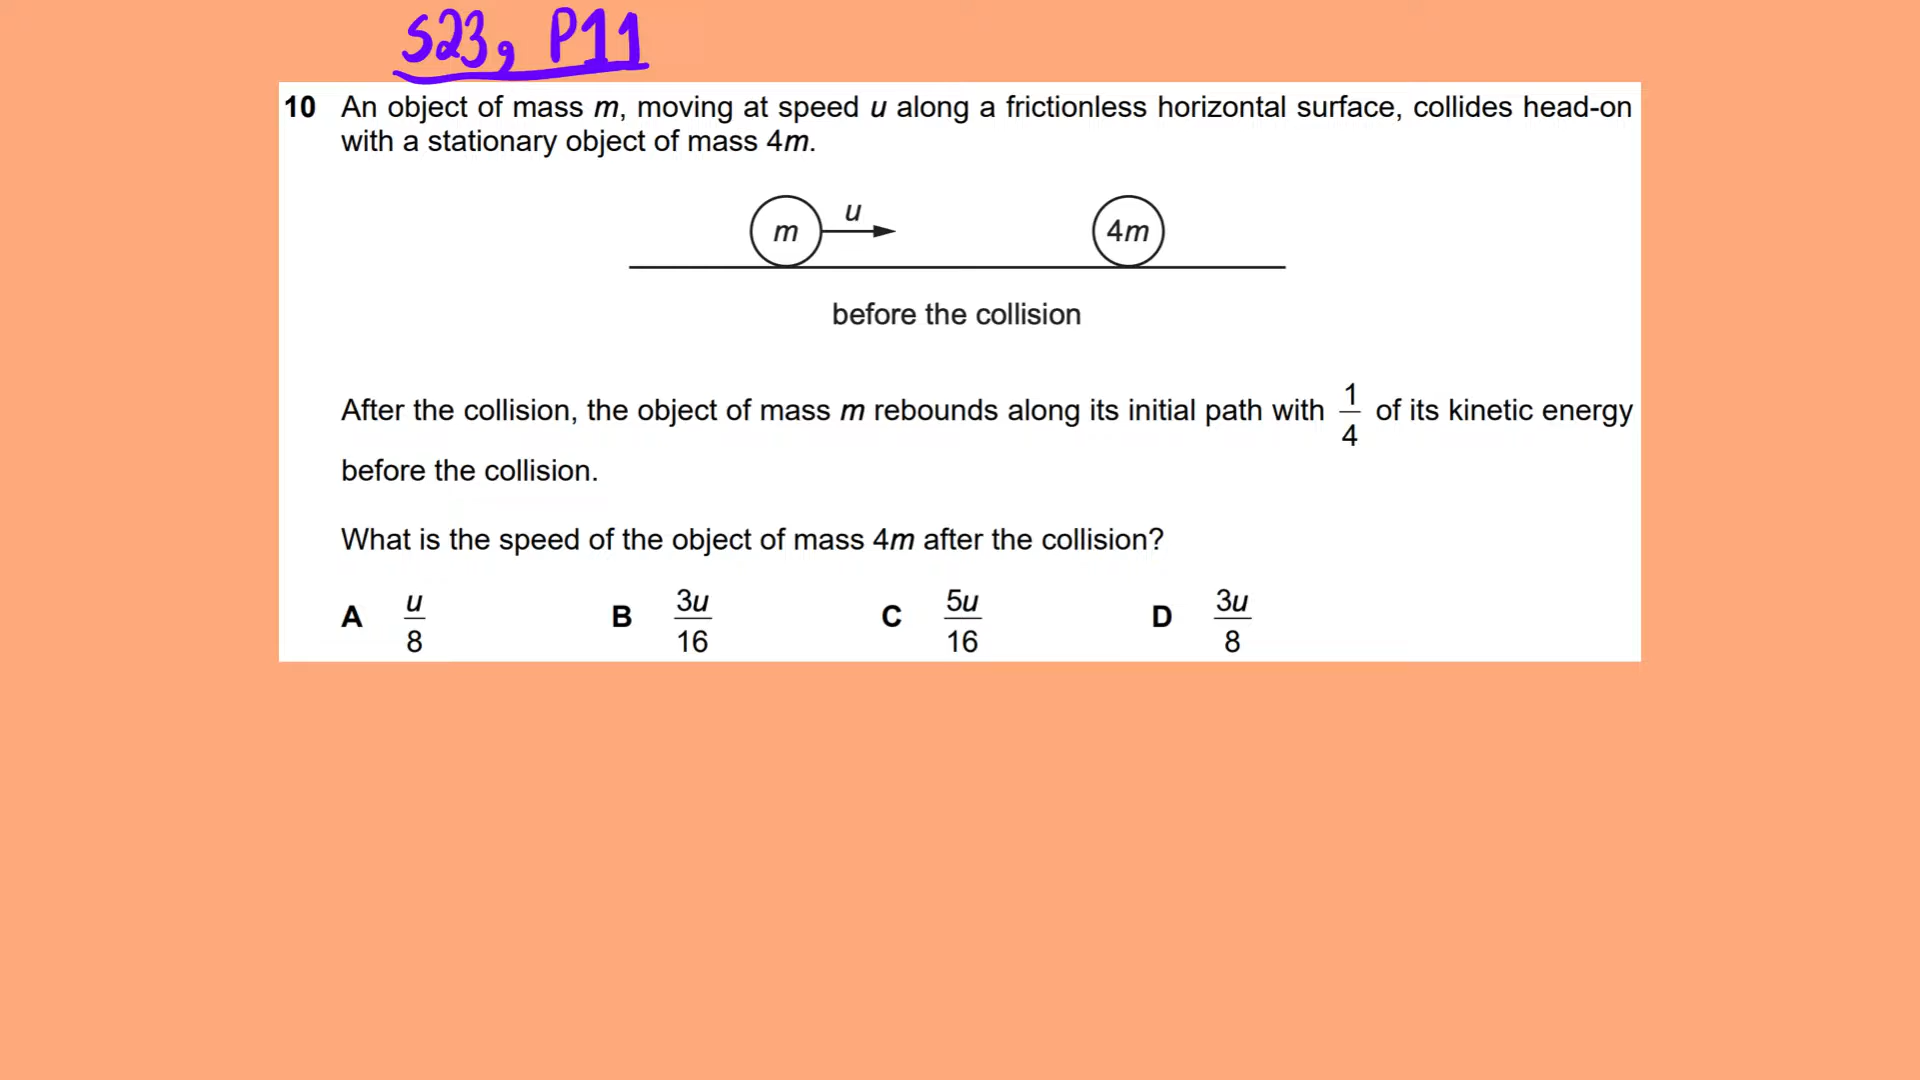 S23, P11
10 An object of mass m, moving at speed u along a frictionless horizontal surface, collides head-on
with a stationary object of mass 4m.
u
m
4m
before the collision
After the collision, the object of mass m rebounds along its initial path with 1/4 of its kinetic energy
before the collision.
What is the speed of the object of mass 4m after the collision?
A u/8 B 3u/16 C 5u/16 D 3u/8